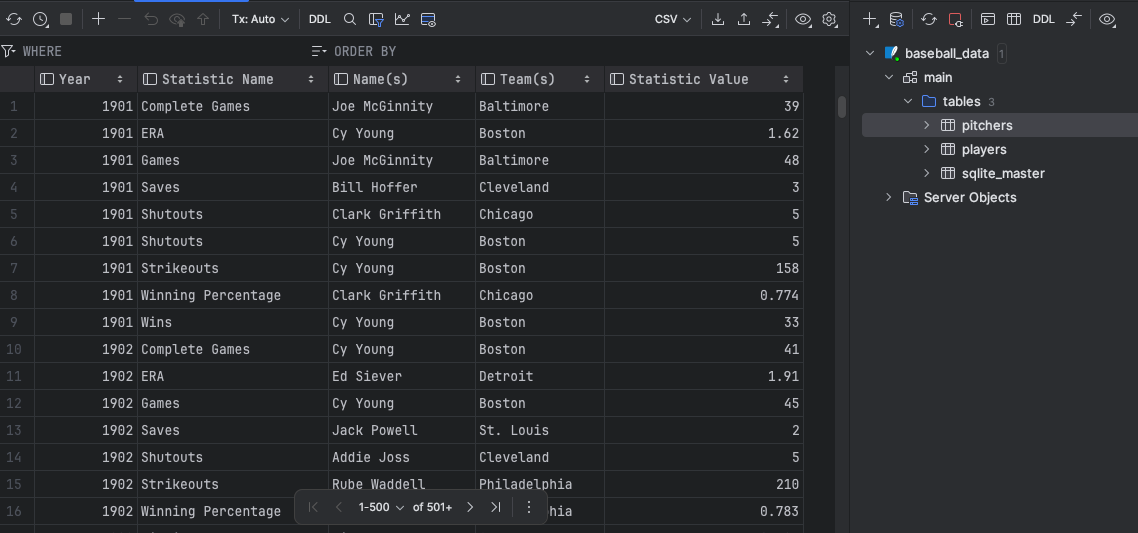 Tx: Auto DDL CSV DDL
WHERE ORDER BY
baseball_data 1
Year Statistic Name Name(s) Team(s) Statistic Value
main
tables 3
1 1901 Complete Games Joe McGinnity Baltimore 39
pitchers
2 1901 ERA Cy Young Boston 1.62
players
3 1901 Games Joe McGinnity Baltimore 48
sqlite_master
4 1901 Saves Bill Hoffer Cleveland 3
Server Objects
5 1901 Shutouts Clark Griffith Chicago 5
6 1901 Shutouts Cy Young Boston 5
7 1901 Strikeouts Cy Young Boston 158
8 1901 Winning Percentage Clark Griffith Chicago 0.774
9 1901 Wins Cy Young Boston 33
10 1902 Complete Games Cy Young Boston 41
11 1902 ERA Ed Siever Detroit 1.91
12 1902 Games Cy Young Boston 45
13 1902 Saves Jack Powell St. Louis 2
14 1902 Shutouts Addie Joss Cleveland 5
15 1902 Strikeouts Rube Waddell Philadelphia 210
16 1902 Winning Percentage hia 0.783
1-500 of 501+